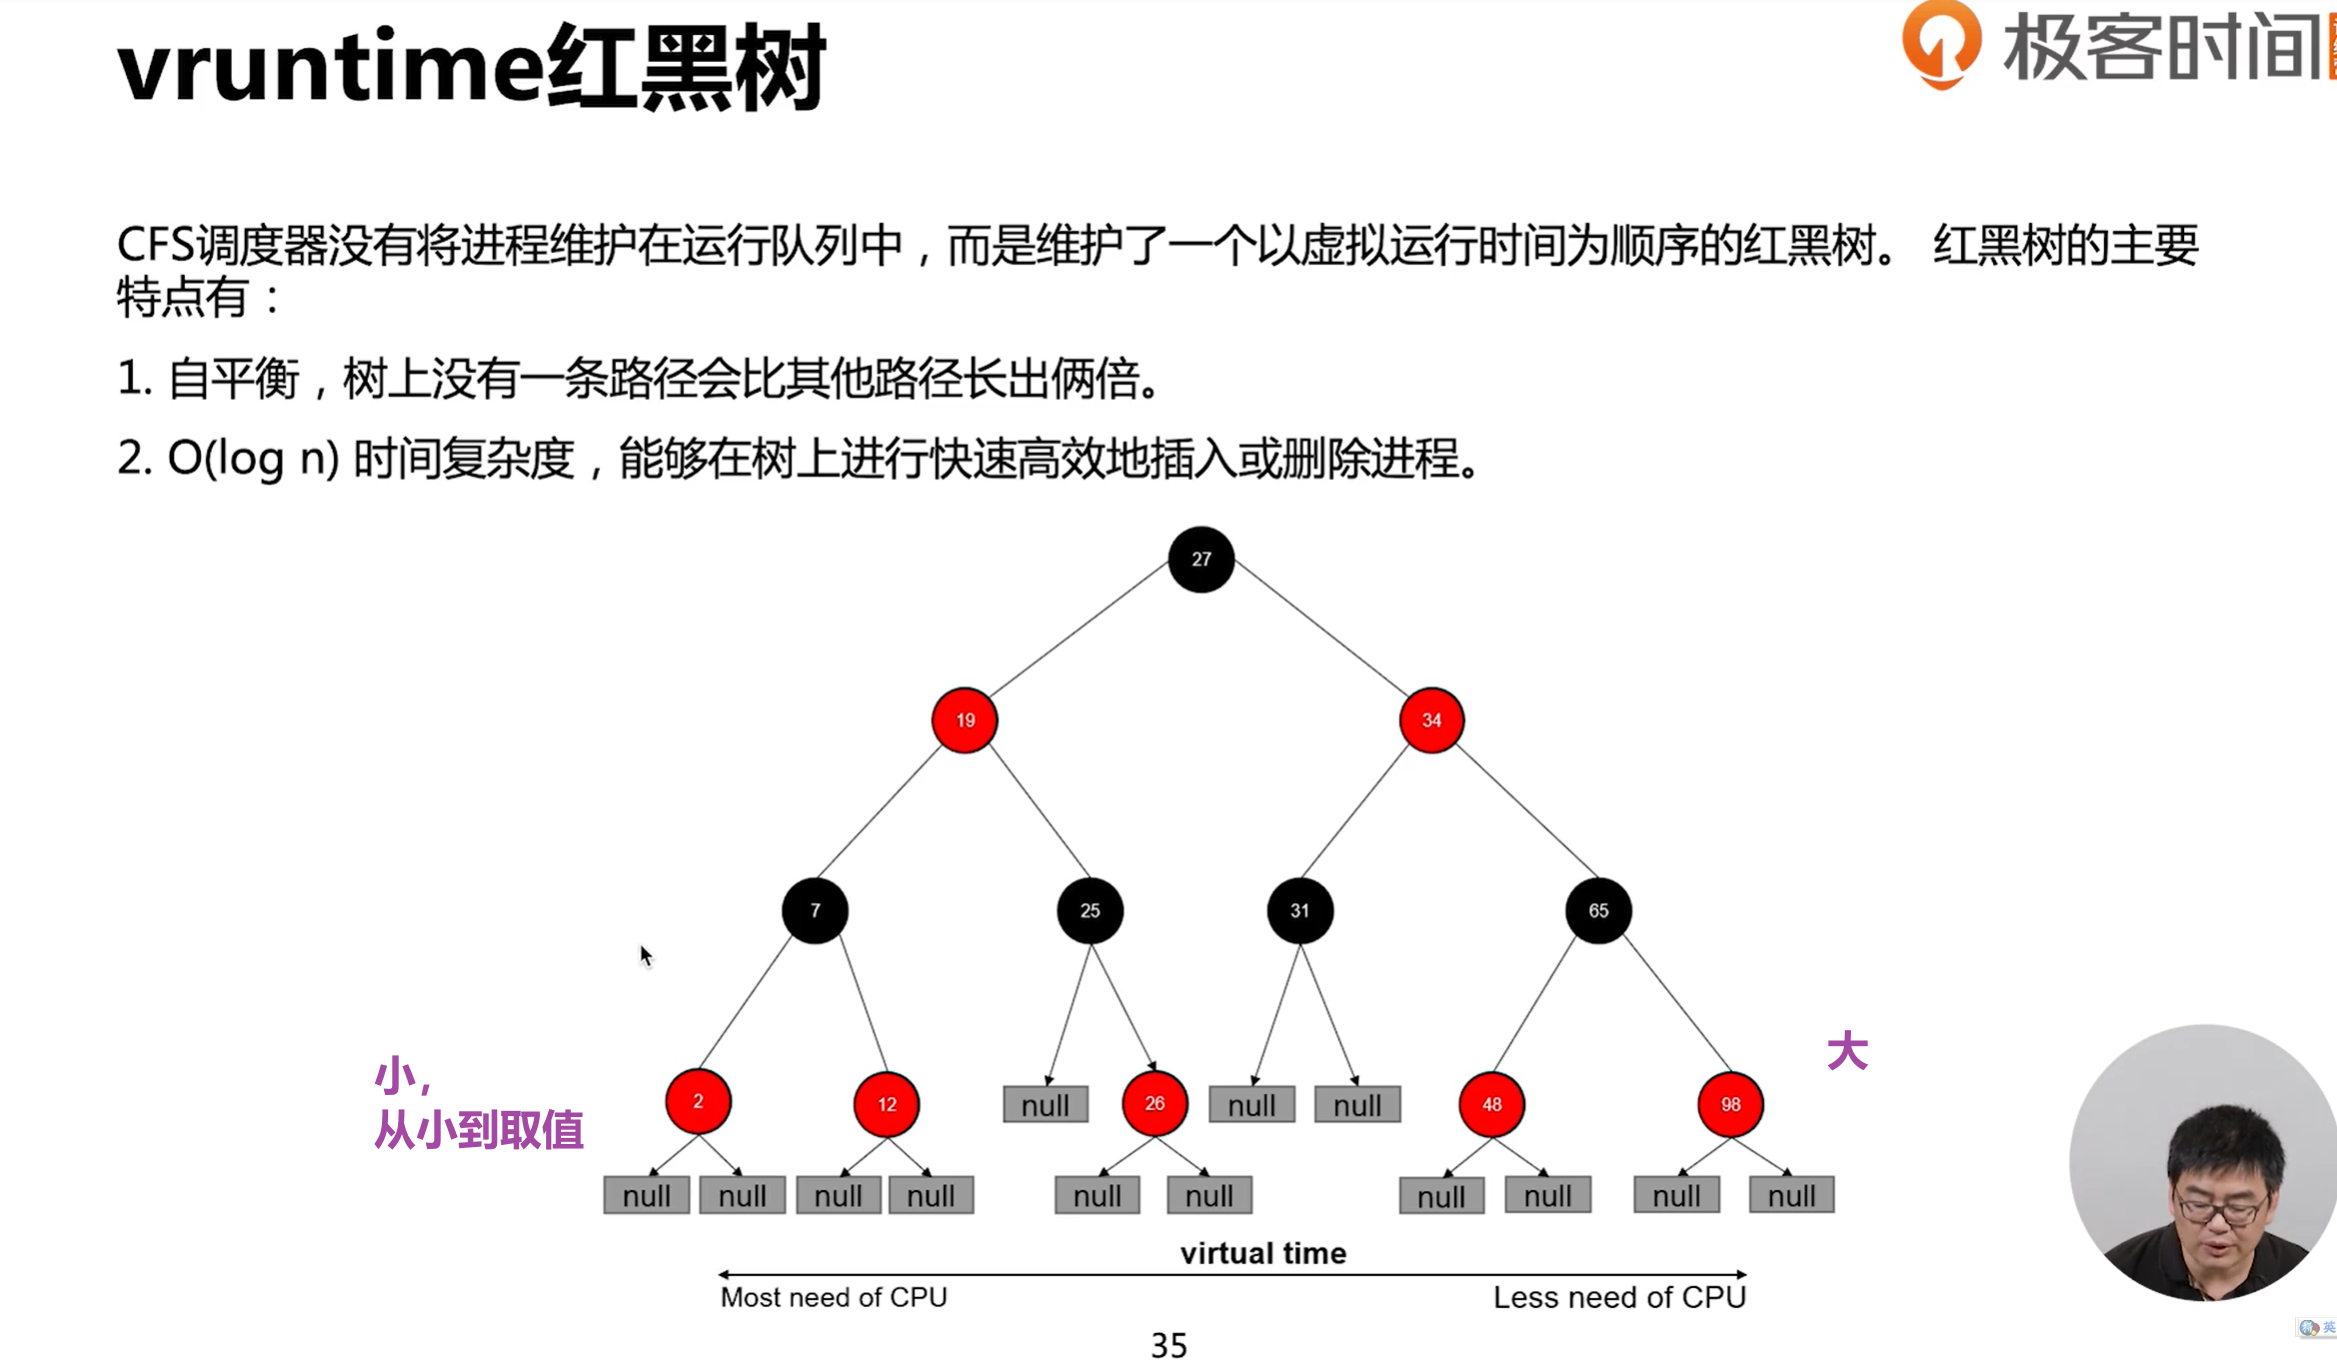 vruntime红黑树
极客时间
CFS调度器没有将进程维护在运行队列中，而是维护了一个以虚拟运行时间为顺序的红黑树。 红黑树的主要
特点有：
1. 自平衡，树上没有一条路径会比其他路径长出俩倍。
2. O(log n) 时间复杂度，能够在树上进行快速高效地插入或删除进程。
27
19 34
7 25 31 65
小，
从小到取值
大
2 12 null 26 null null 48 98
null null null null null null null null null null
virtual time
Most need of CPU Less need of CPU
35
英